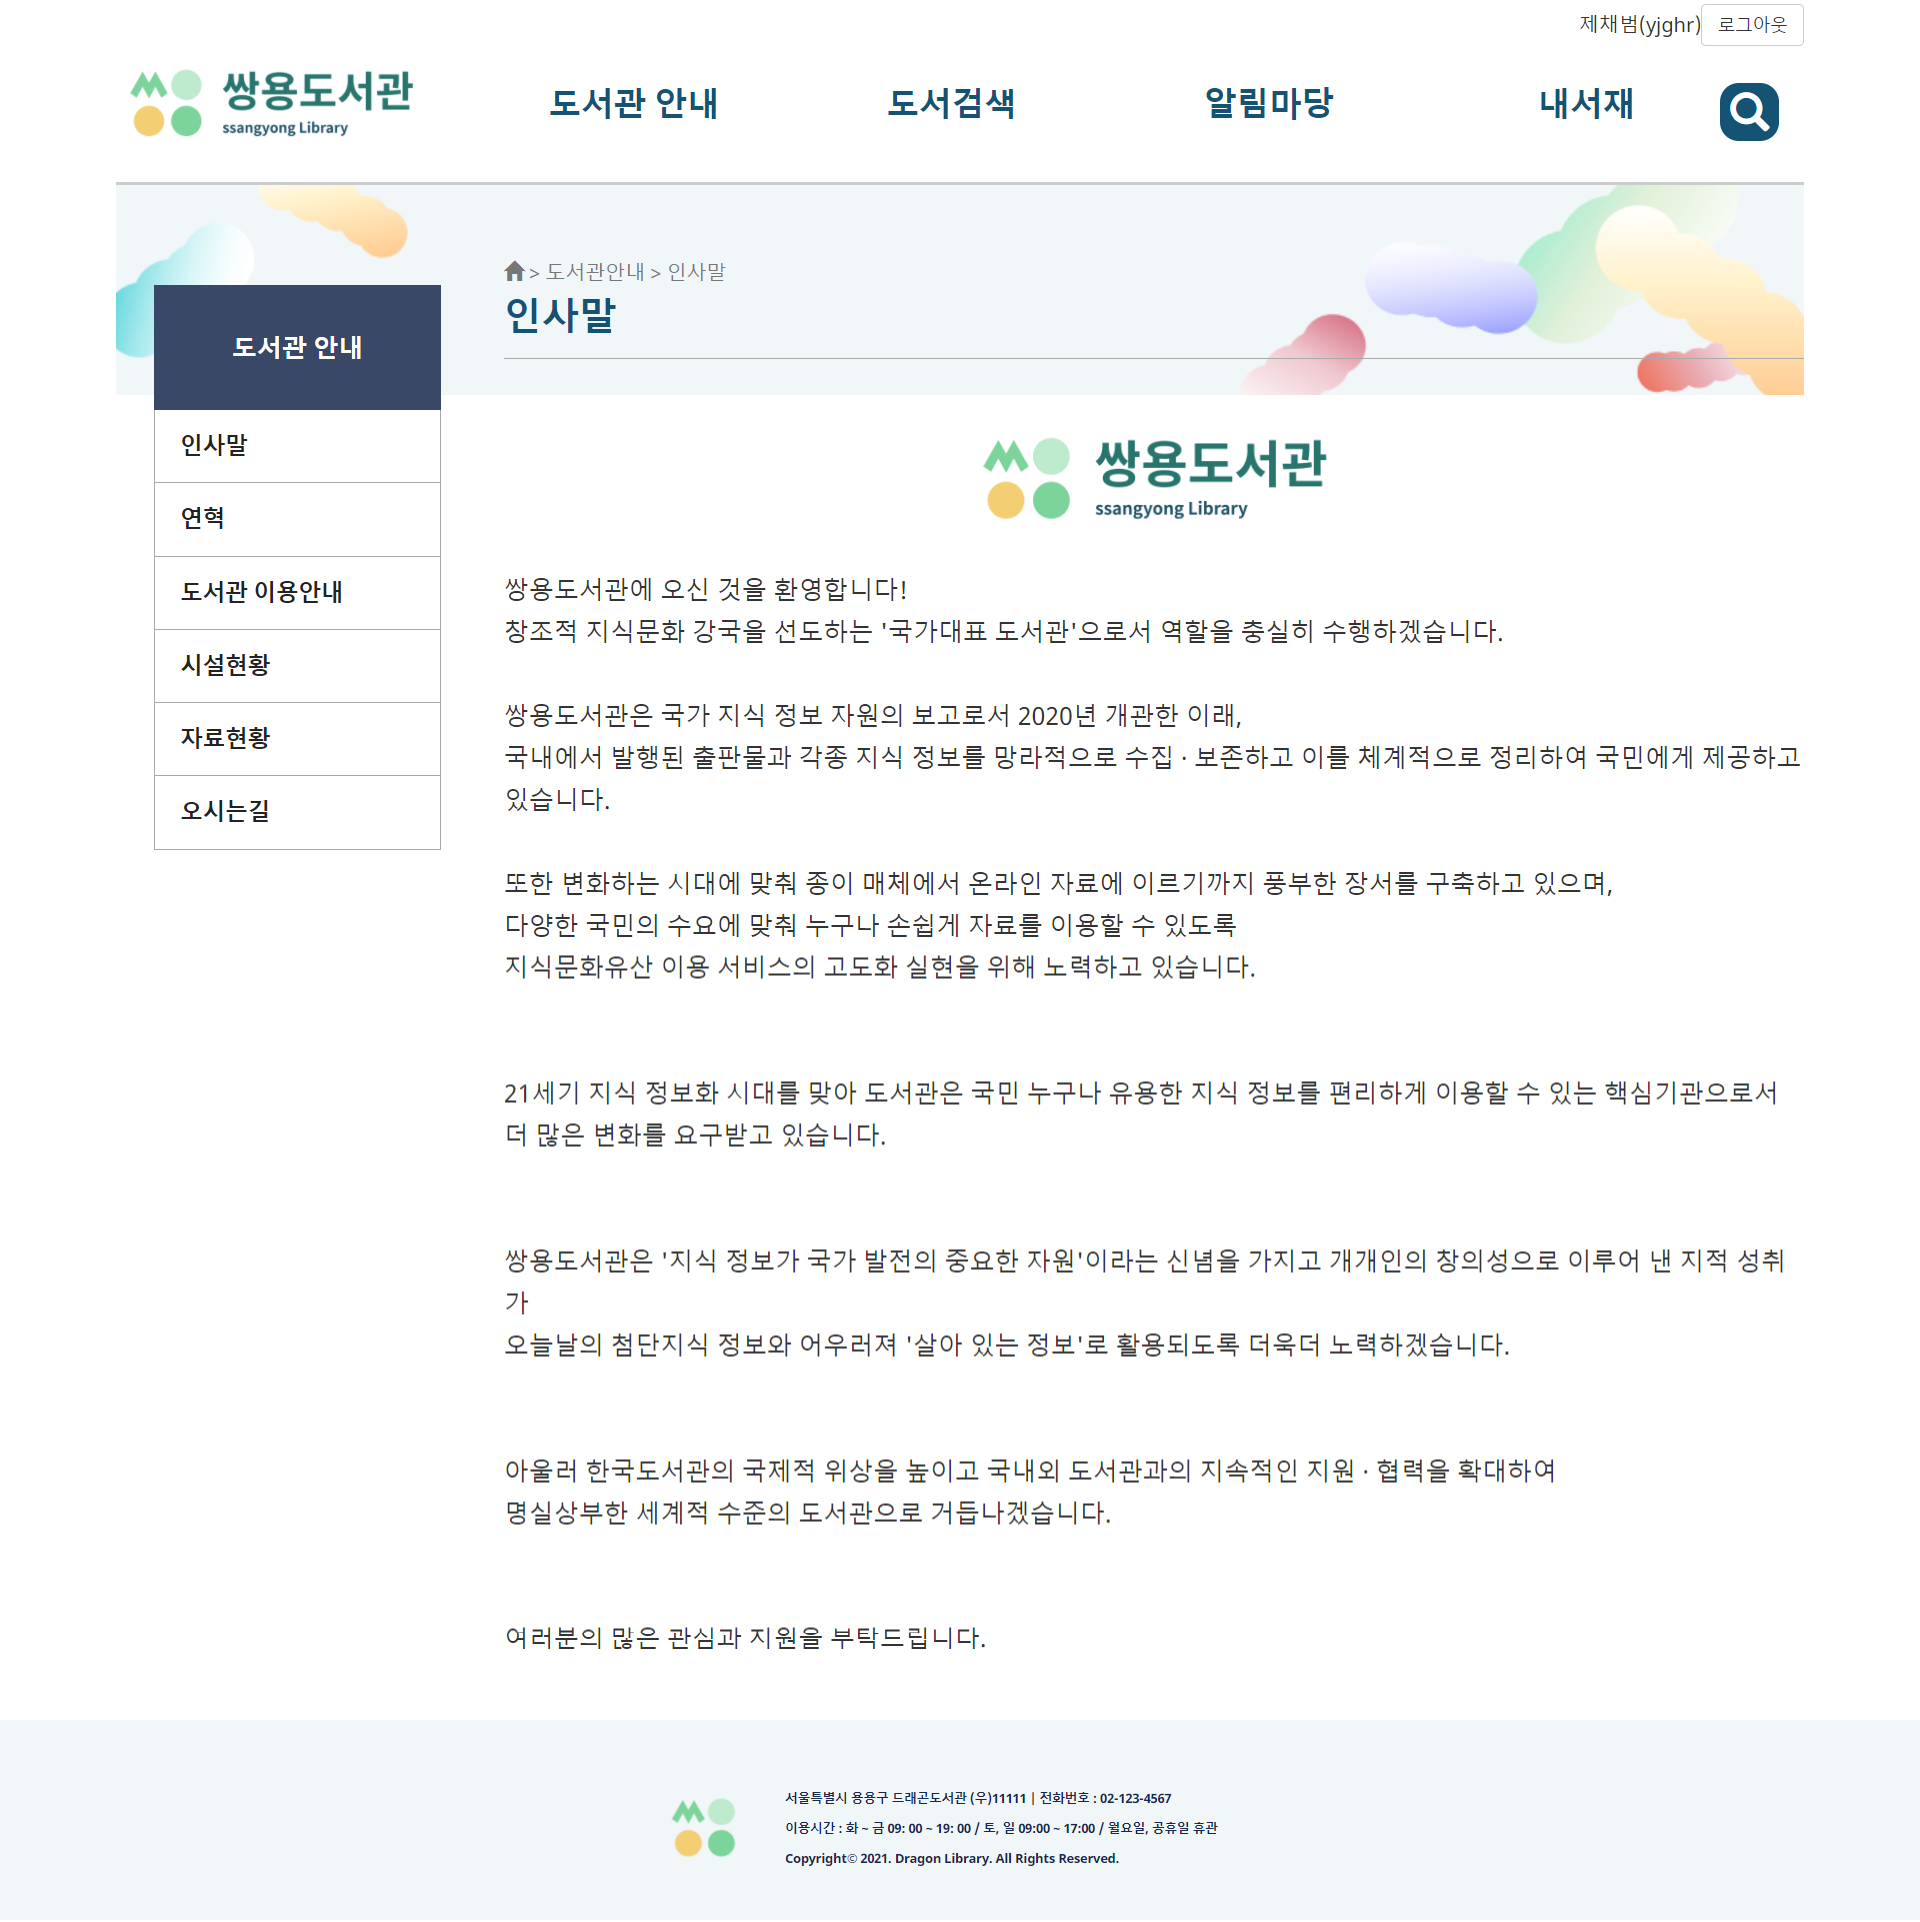 제채범(yjghr) 로그아웃
쌍용도서관
ssangyong Library
도서관 안내 도서검색 알림마당 내서재
> 도서관안내 > 인사말
인사말
도서관 안내
인사말
연혁
도서관 이용안내
시설현황
자료현황
오시는길
쌍용도서관
ssangyong Library
쌍용도서관에 오신 것을 환영합니다!
창조적 지식문화 강국을 선도하는 '국가대표 도서관'으로서 역할을 충실히 수행하겠습니다.
쌍용도서관은 국가 지식 정보 자원의 보고로서 2020년 개관한 이래,
국내에서 발행된 출판물과 각종 지식 정보를 망라적으로 수집 · 보존하고 이를 체계적으로 정리하여 국민에게 제공하고
있습니다.
또한 변화하는 시대에 맞춰 종이 매체에서 온라인 자료에 이르기까지 풍부한 장서를 구축하고 있으며,
다양한 국민의 수요에 맞춰 누구나 손쉽게 자료를 이용할 수 있도록
지식문화유산 이용 서비스의 고도화 실현을 위해 노력하고 있습니다.
21세기 지식 정보화 시대를 맞아 도서관은 국민 누구나 유용한 지식 정보를 편리하게 이용할 수 있는 핵심기관으로서
더 많은 변화를 요구받고 있습니다.
쌍용도서관은 '지식 정보가 국가 발전의 중요한 자원'이라는 신념을 가지고 개개인의 창의성으로 이루어 낸 지적 성취
가
오늘날의 첨단지식 정보와 어우러져 '살아 있는 정보'로 활용되도록 더욱더 노력하겠습니다.
아울러 한국도서관의 국제적 위상을 높이고 국내외 도서관과의 지속적인 지원 · 협력을 확대하여
명실상부한 세계적 수준의 도서관으로 거듭나겠습니다.
여러분의 많은 관심과 지원을 부탁드립니다.
서울특별시 용용구 드래곤도서관 (우)11111 | 전화번호 : 02-123-4567
이용시간 : 화 ~ 금 09: 00 ~ 19: 00 / 토, 일 09:00 ~ 17:00 / 월요일, 공휴일 휴관
Copyright© 2021. Dragon Library. All Rights Reserved.